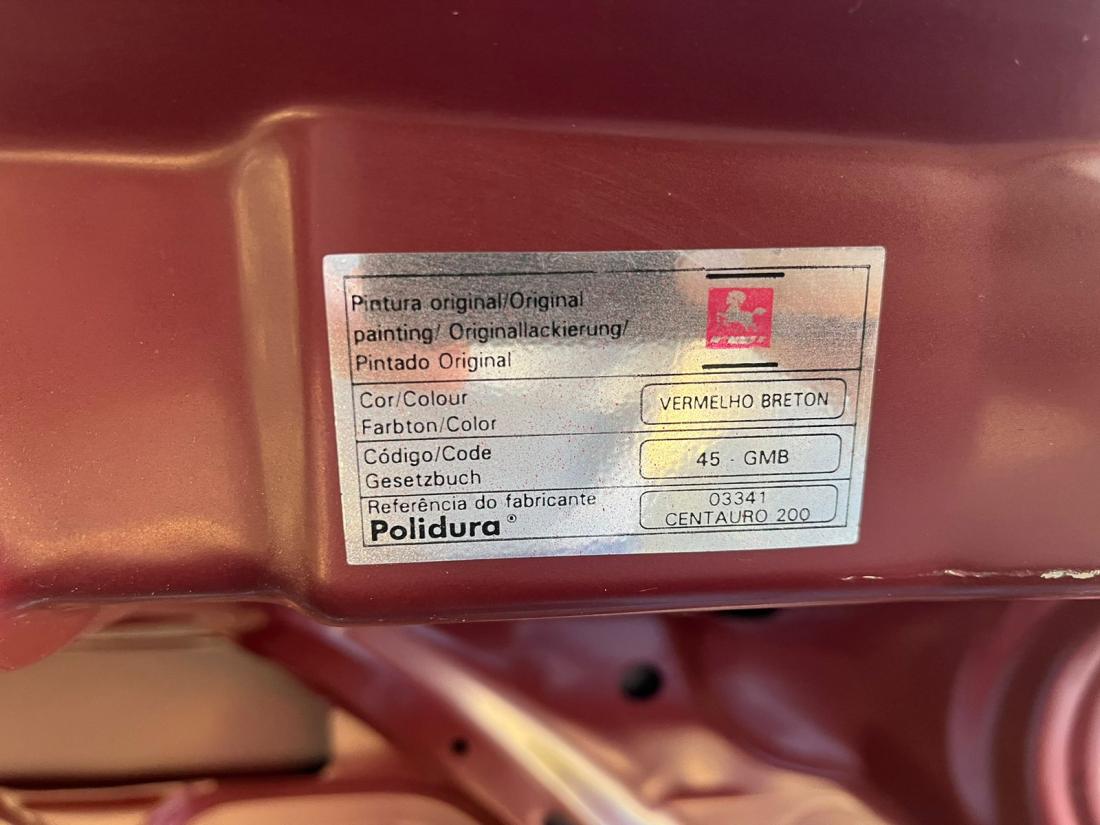 Pintura original/Original
painting/ Originallackierung/
Pintado Original
Cor/Colour
Farbton/Color
VERMELHO BRETON
Código/Code
Gesetzbuch
45 - GMB
Referência do fabricante
Polidura®
03341
CENTAURO 200